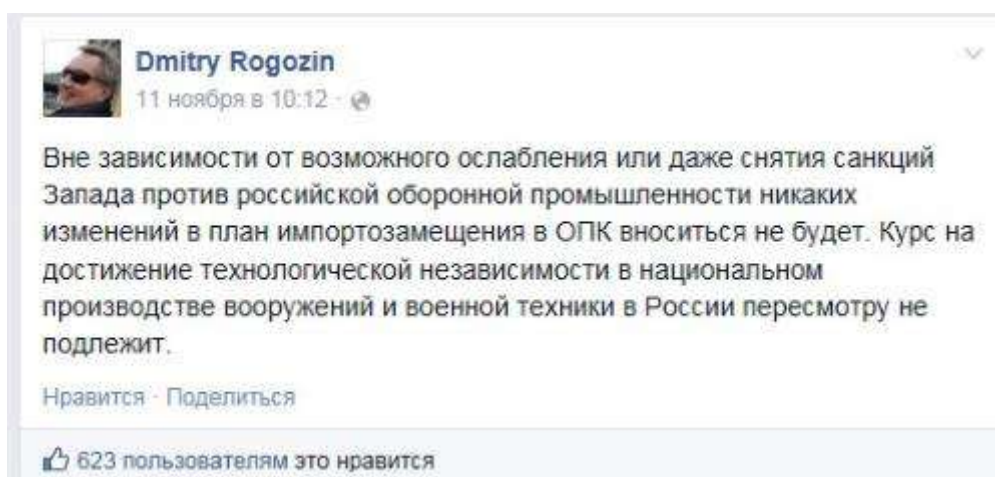 Dmitry Rogozin
11 ноября в 10:12 ·
Вне зависимости от возможного ослабления или даже снятия санкций
Запада против российской оборонной промышленности никаких
изменений в план импортозамещения в ОПК вноситься не будет. Курс на
достижение технологической независимости в национальном
производстве вооружений и военной техники в России пересмотру не
подлежит.
Нравится · Поделиться
623 пользователям это нравится